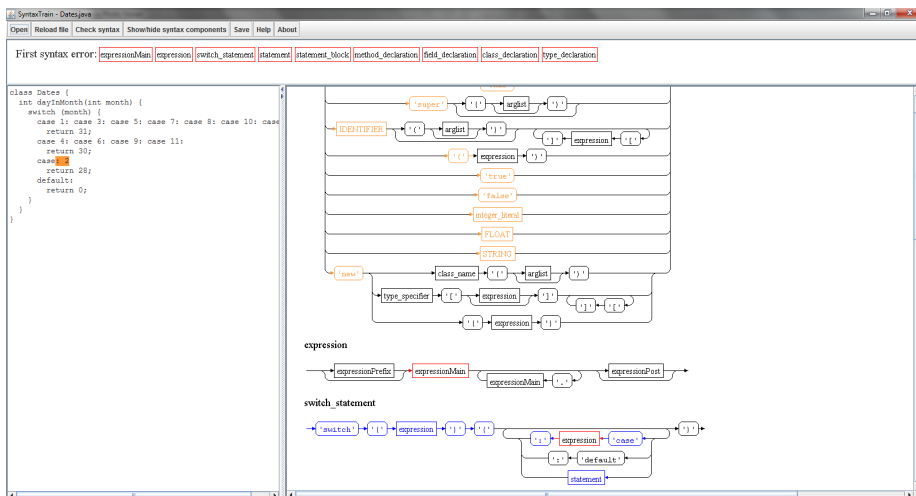 SyntaxTrain - Dates.java
Open Reload file Check syntax Show/hide syntax components Save Help About
First syntax error: expressionMain expression switch_statement statement statement_block method_declaration field_declaration class_declaration type_declaration
class Dates {
int dayInMonth(int month) {
switch (month) {
case 1: case 3: case 5: case 7: case 8: case 10: case
return 31;
case 4: case 6: case 9: case 11:
return 30;
case: 2
return 28;
default:
return 0;
}
}
}
'super' '(' arglist ')'
IDENTIFIER '(' arglist ')' ']' expression '['
'(' expression ')'
'true'
'false'
integer_literal
FLOAT
STRING
'new' class_name '(' arglist ')'
type_specifier '[' expression ']' ']' '['
'(' expression ')'
expression
expressionPrefix expressionMain expressionMain '.' expressionPost
switch_statement
'switch' '(' expression ')' '{' ':' expression 'case' '}'
':' 'default'
statement